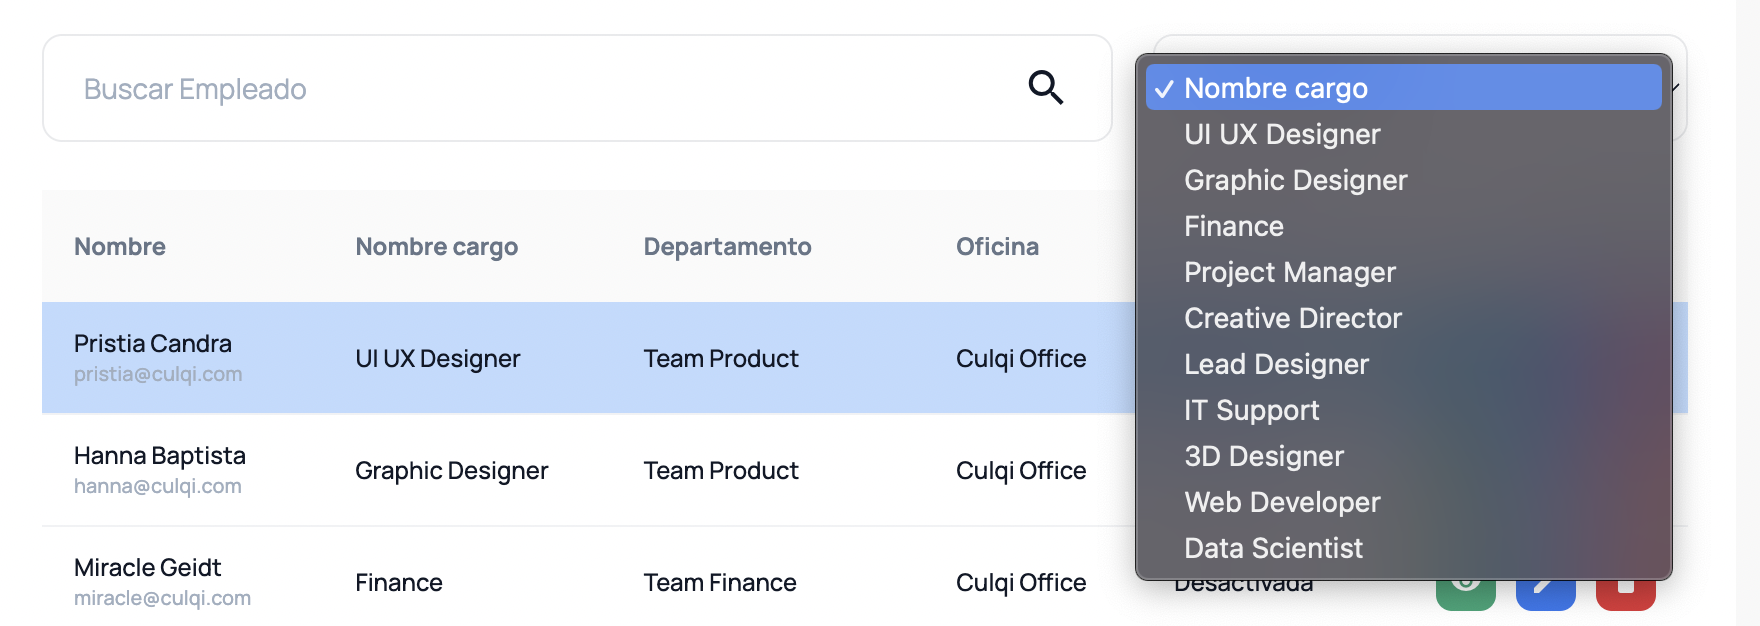 Buscar Empleado
✓ Nombre cargo
UI UX Designer
Graphic Designer
Finance
Project Manager
Creative Director
Lead Designer
IT Support
3D Designer
Web Developer
Data Scientist
Nombre Nombre cargo Departamento Oficina
Pristia Candra
pristia@culqi.com
UI UX Designer Team Product Culqi Office
Hanna Baptista
hanna@culqi.com
Graphic Designer Team Product Culqi Office
Miracle Geidt
miracle@culqi.com
Finance Team Finance Culqi Office Desactivada